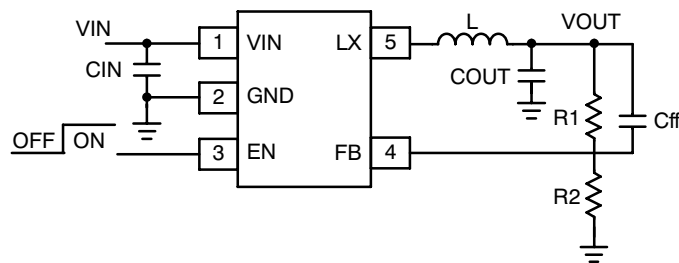 VIN
CIN
OFF
ON
1
VIN
2
GND
3
EN
LX
5
FB
4
L
COUT
VOUT
R1
Cff
R2